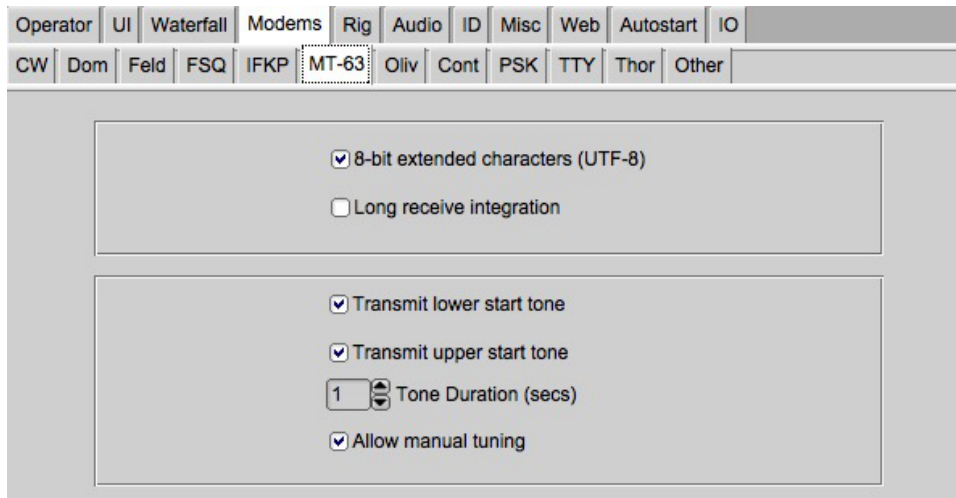 Operator UI Waterfall Modems Rig Audio ID Misc Web Autostart IO
CW Dom Feld FSQ IFKP MT-63 Oliv Cont PSK TTY Thor Other
8-bit extended characters (UTF-8)
Long receive integration
Transmit lower start tone
Transmit upper start tone
1 Tone Duration (secs)
Allow manual tuning